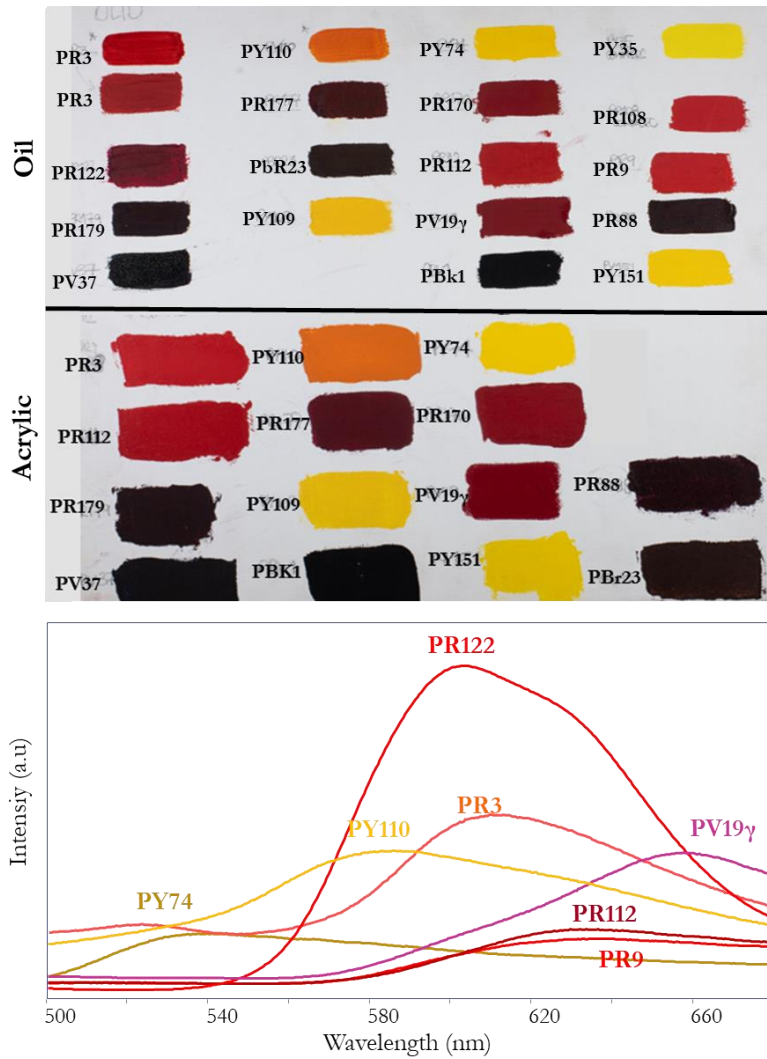 Oil
PR3 PY110 PY74 PY35
PR3 PR177 PR170 PR108
PR122 PbR23 PR112 PR9
PR179 PY109 PV19γ PR88
PV37 PBk1 PY151
Acrylic
PR3 PY110 PY74
PR112 PR177 PR170
PR179 PY109 PV19γ PR88
PV37 PBK1 PY151 PBr23
PR122
PR3
PY110 PV19γ
PY74
PR112
PR9
Intensiy (a.u)
500 540 580 620 660
Wavelength (nm)